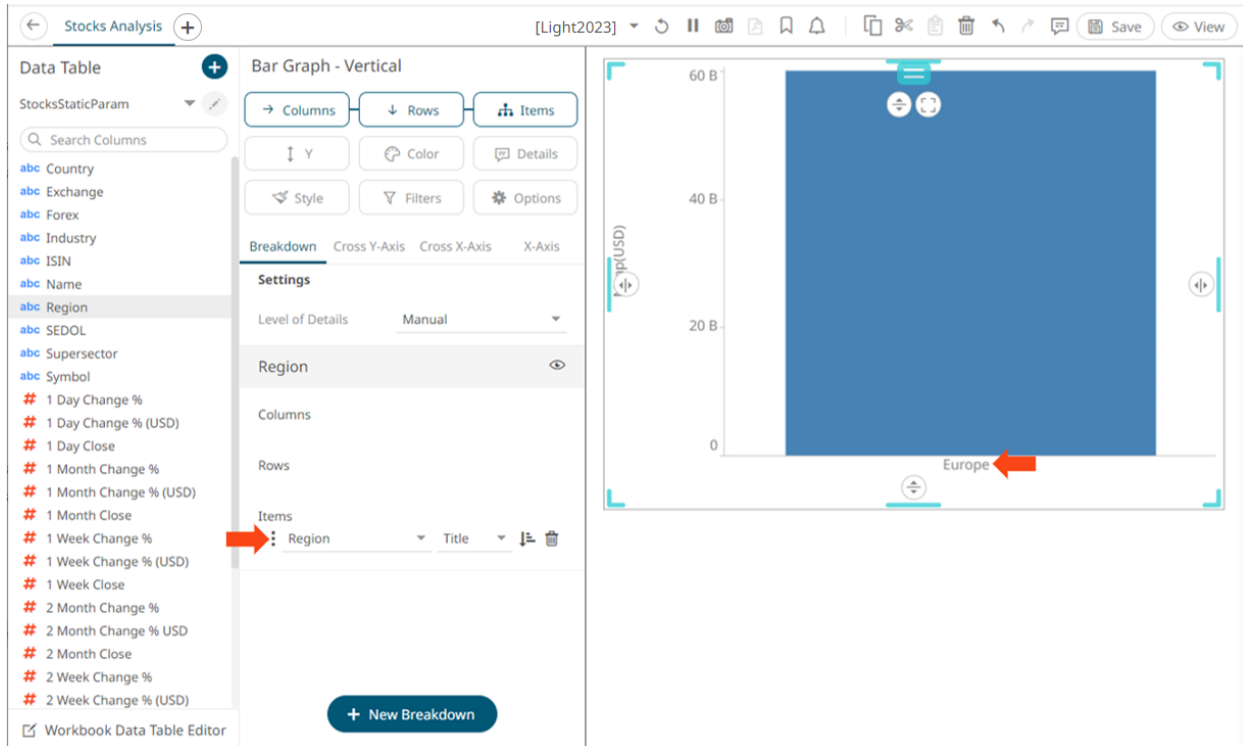 Stocks Analysis
[Light2023]
Save
View
Data Table
StocksStaticParam
Search Columns
abc Country
abc Exchange
abc Forex
abc Industry
abc ISIN
abc Name
abc Region
abc SEDOL
abc Supersector
abc Symbol
# 1 Day Change %
# 1 Day Change % (USD)
# 1 Day Close
# 1 Month Change %
# 1 Month Change % (USD)
# 1 Month Close
# 1 Week Change %
# 1 Week Change % (USD)
# 1 Week Close
# 2 Month Change %
# 2 Month Change % USD
# 2 Month Close
# 2 Week Change %
# 2 Week Change % (USD)
Workbook Data Table Editor
Bar Graph - Vertical
Columns
Rows
Items
Y
Color
Details
Style
Filters
Options
Breakdown Cross Y-Axis Cross X-Axis X-Axis
Settings
Level of Details Manual
Region
Columns
Rows
Items
Region Title
+ New Breakdown
60 B
40 B
20 B
0
Europe